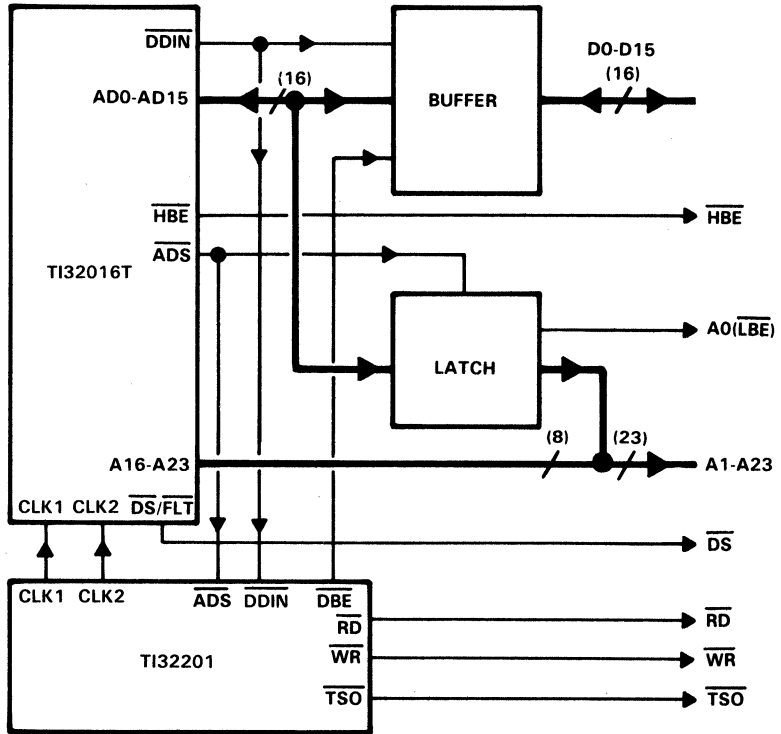 DDIN
D0-D15
(16)
(16)
AD0-AD15
BUFFER
HBE
HBE
ADS
TI32016T
A0(LBE)
LATCH
(8)
(23)
A16-A23
A1-A23
CLK1 CLK2 DS/FLT
DS
CLK1 CLK2 ADS DDIN DBE
RD
RD
WR
WR
TI32201
TSO
TSO